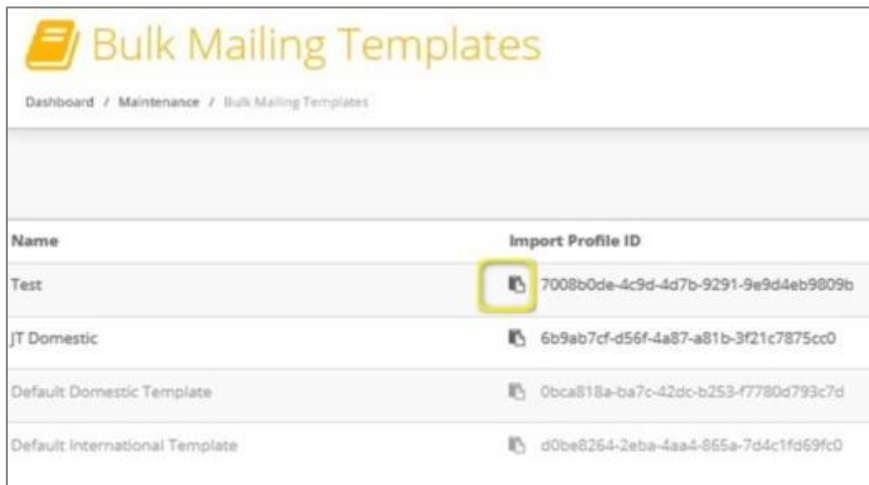 Bulk Mailing Templates
Dashboard / Maintenance / Bulk Mailing Templates
Name Import Profile ID
Test 7008b0de-4c9d-4d7b-9291-9e9d4eb9809b
JT Domestic 6b9ab7cf-d56f-4a87-a81b-3f21c7875cc0
Default Domestic Template 0bca818a-ba7c-42dc-b253-f7780d793c7d
Default International Template d0be8264-2eba-4aa4-865a-7d4c1fd69fc0